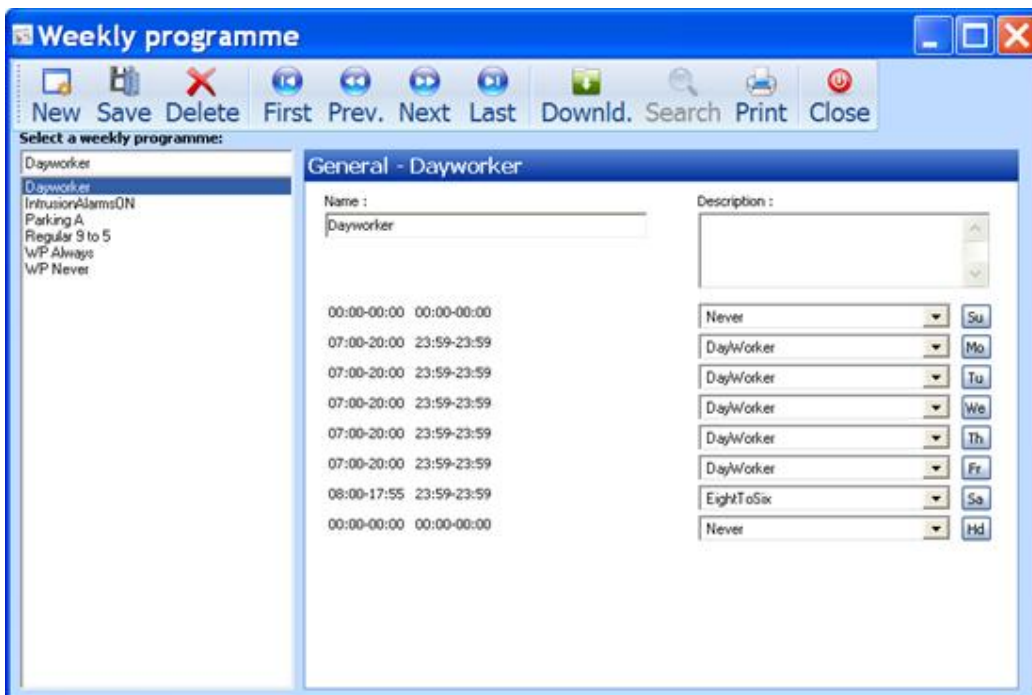 Weekly programme
New Save Delete First Prev. Next Last Downld. Search Print Close
Select a weekly programme:
Dayworker
Dayworker
IntrusionAlarmsON
Parking A
Regular 9 to 5
WP Always
WP Never
General - Dayworker
Name : Description :
Dayworker
00:00-00:00 00:00-00:00 Never Su
07:00-20:00 23:59-23:59 DayWorker Mo
07:00-20:00 23:59-23:59 DayWorker Tu
07:00-20:00 23:59-23:59 DayWorker We
07:00-20:00 23:59-23:59 DayWorker Th
07:00-20:00 23:59-23:59 DayWorker Fr
08:00-17:55 23:59-23:59 EightToSix Sa
00:00-00:00 00:00-00:00 Never Hd